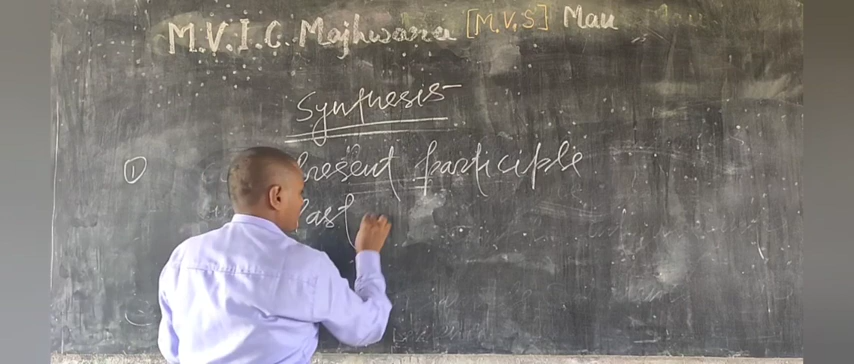 M.V.I.C. Majhwara [M.V.S] Mau
Synthesis
① Present participle
Past